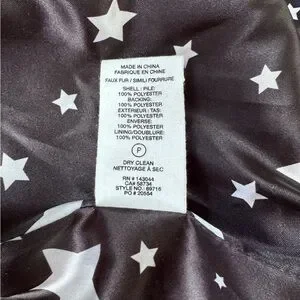 MADE IN CHINA
FABRIQUE EN CHINE
FAUX FUR / SIMILI FOURRURE
SHELL : PILE:
100% POLYESTER
BACKING:
100% POLYESTER
EXTÉRIEUR : TAS:
100% POLYESTER
ENVERSE:
100% POLYESTER
LINING/DOUBLURE:
100% POLYESTER
P
DRY CLEAN
NETTOYAGE À SEC
RN # 143044
CA# 58734
STYLE NO.: 69716
PO # 20554